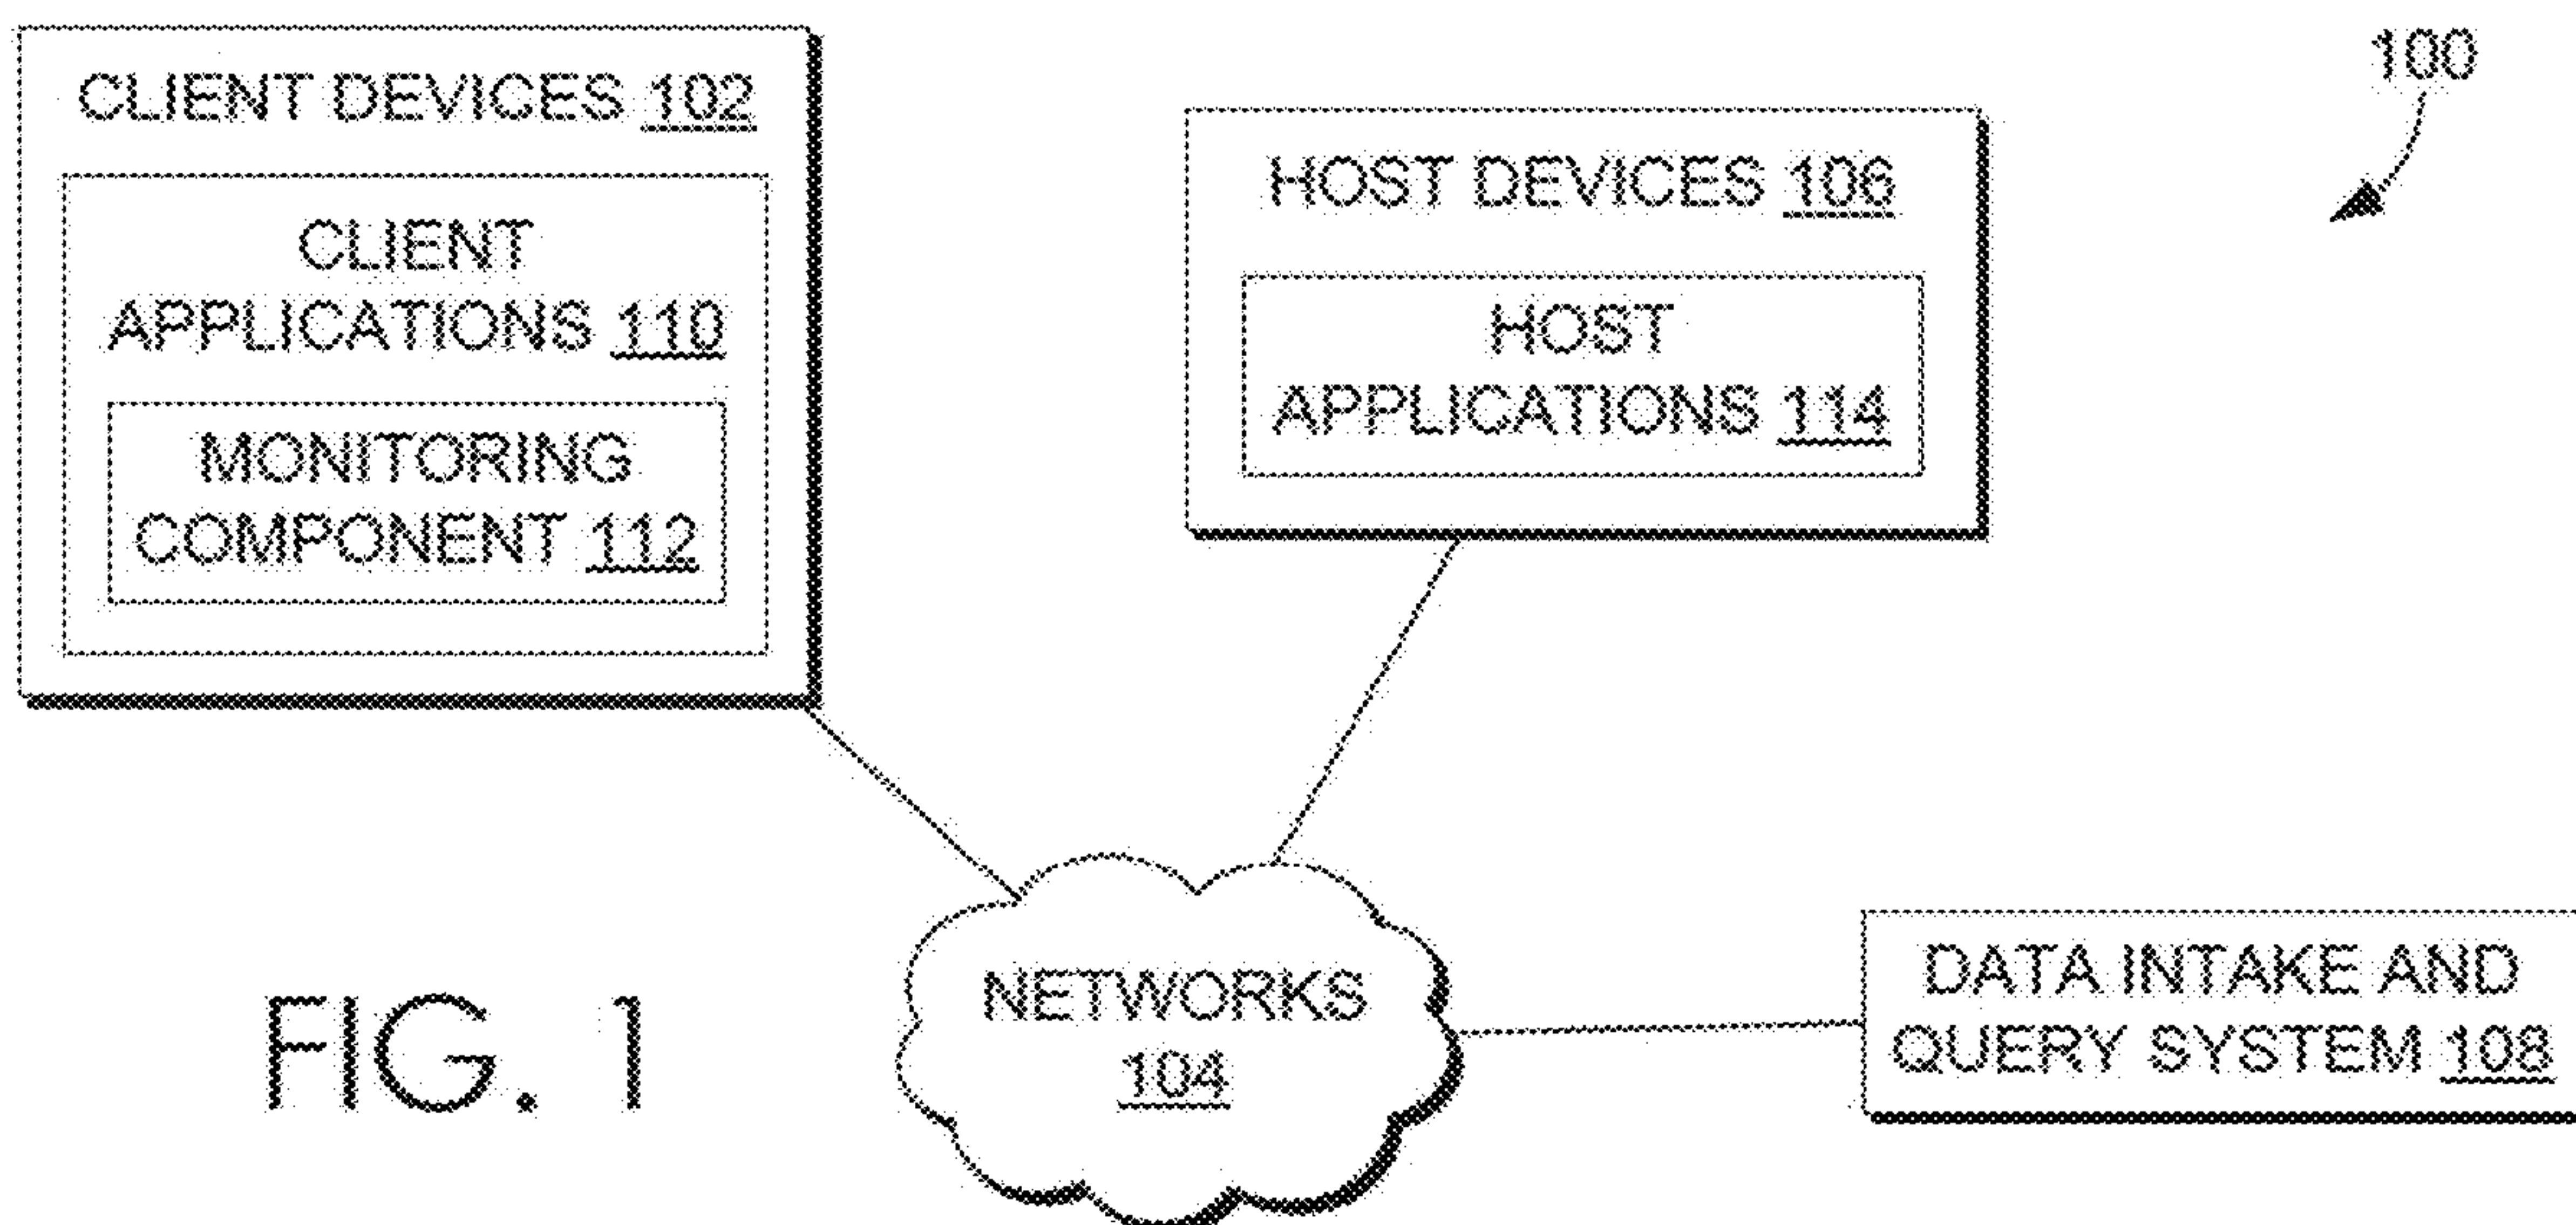 100
CLIENT DEVICES 102
CLIENT
APPLICATIONS 110
MONITORING
COMPONENT 112
HOST DEVICES 106
HOST
APPLICATIONS 114
NETWORKS
104
DATA INTAKE AND
QUERY SYSTEM 108
FIG. 1